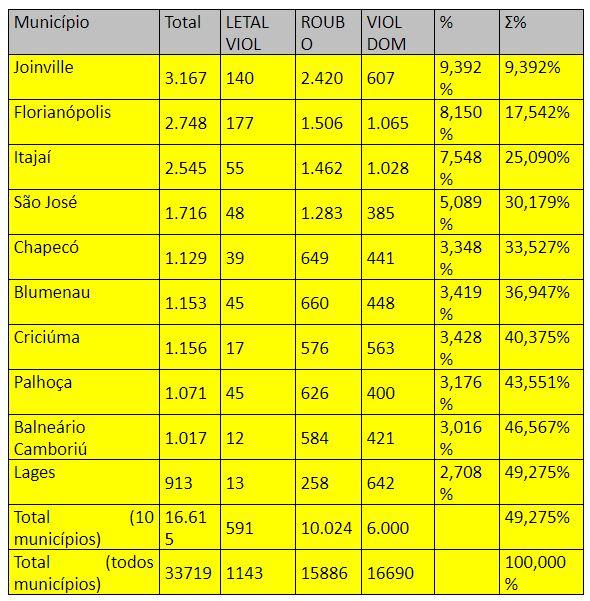 Município Total LETAL VIOL ROUBO VIOL DOM % Σ%
Joinville 3.167 140 2.420 607 9,392% 9,392%
Florianópolis 2.748 177 1.506 1.065 8,150% 17,542%
Itajaí 2.545 55 1.462 1.028 7,548% 25,090%
São José 1.716 48 1.283 385 5,089% 30,179%
Chapecó 1.129 39 649 441 3,348% 33,527%
Blumenau 1.153 45 660 448 3,419% 36,947%
Criciúma 1.156 17 576 563 3,428% 40,375%
Palhoça 1.071 45 626 400 3,176% 43,551%
Balneário Camboriú 1.017 12 584 421 3,016% 46,567%
Lages 913 13 258 642 2,708% 49,275%
Total (10 municípios) 16.615 591 10.024 6.000 49,275%
Total (todos municípios) 33719 1143 15886 16690 100,000%